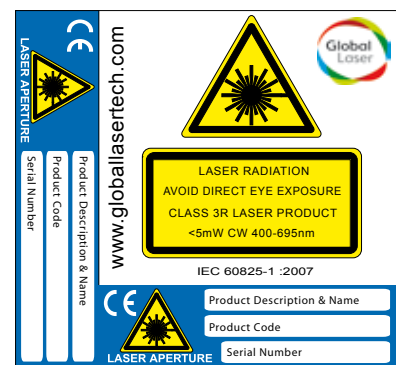 LASER APERTURE
CE
Serial Number
Product Code
Product Description & Name
www.globallasertech.com
Global
Laser
LASER RADIATION
AVOID DIRECT EYE EXPOSURE
CLASS 3R LASER PRODUCT
<5mW CW 400-695nm
IEC 60825-1 :2007
CE
LASER APERTURE
Product Description & Name
Product Code
Serial Number